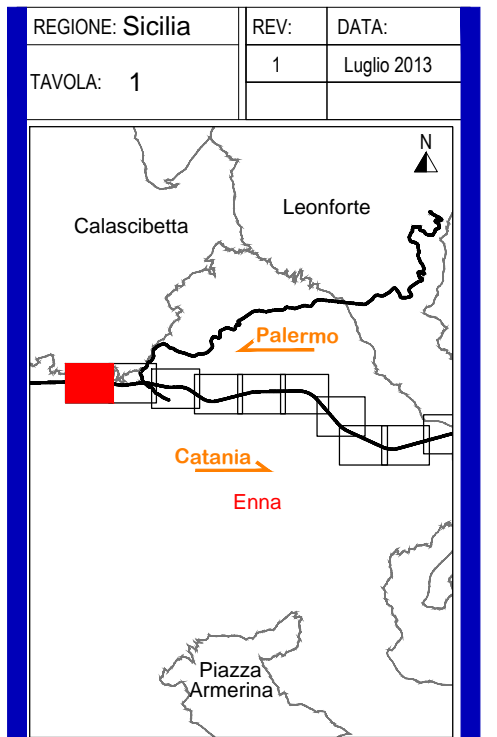 REGIONE: Sicilia
REV:
DATA:
TAVOLA: 1
1
Luglio 2013
N
Leonforte
Calascibetta
Palermo
Catania
Enna
Piazza
Armerina